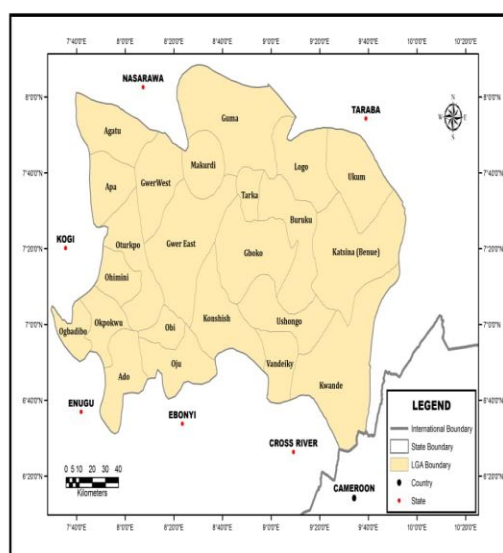 7°40'0"E 8°0'0"E 8°20'0"E 8°40'0"E 9°0'0"E 9°20'0"E 9°40'0"E 10°0'0"E 10°20'0"E
NASARAWA
8°0'0"N
8°0'0"N
Guma
TARABA
N
W
E
S
Agatu
7°40'0"N
7°40'0"N
Apa
GwerWest
Makurdi
Logo
Ukum
Tarka
Buruku
KOGI
7°20'0"N
7°20'0"N
Oturkpo
Gwer East
Gboko
Katsina (Benue)
Ohimini
7°0'0"N
7°0'0"N
Ogbadibo
Okpokwu
Obi
Konshish
Ushongo
Ado
Oju
Vandeiky
Kwande
6°40'0"N
6°40'0"N
ENUGU
EBONYI
CROSS RIVER
CAMEROON
6°20'0"N
6°20'0"N
0 5 10 20 30 40
Kilometers
LEGEND
International Boundary
State Boundary
LGA Boundary
Country
State
7°40'0"E 8°0'0"E 8°20'0"E 8°40'0"E 9°0'0"E 9°20'0"E 9°40'0"E 10°0'0"E 10°20'0"E